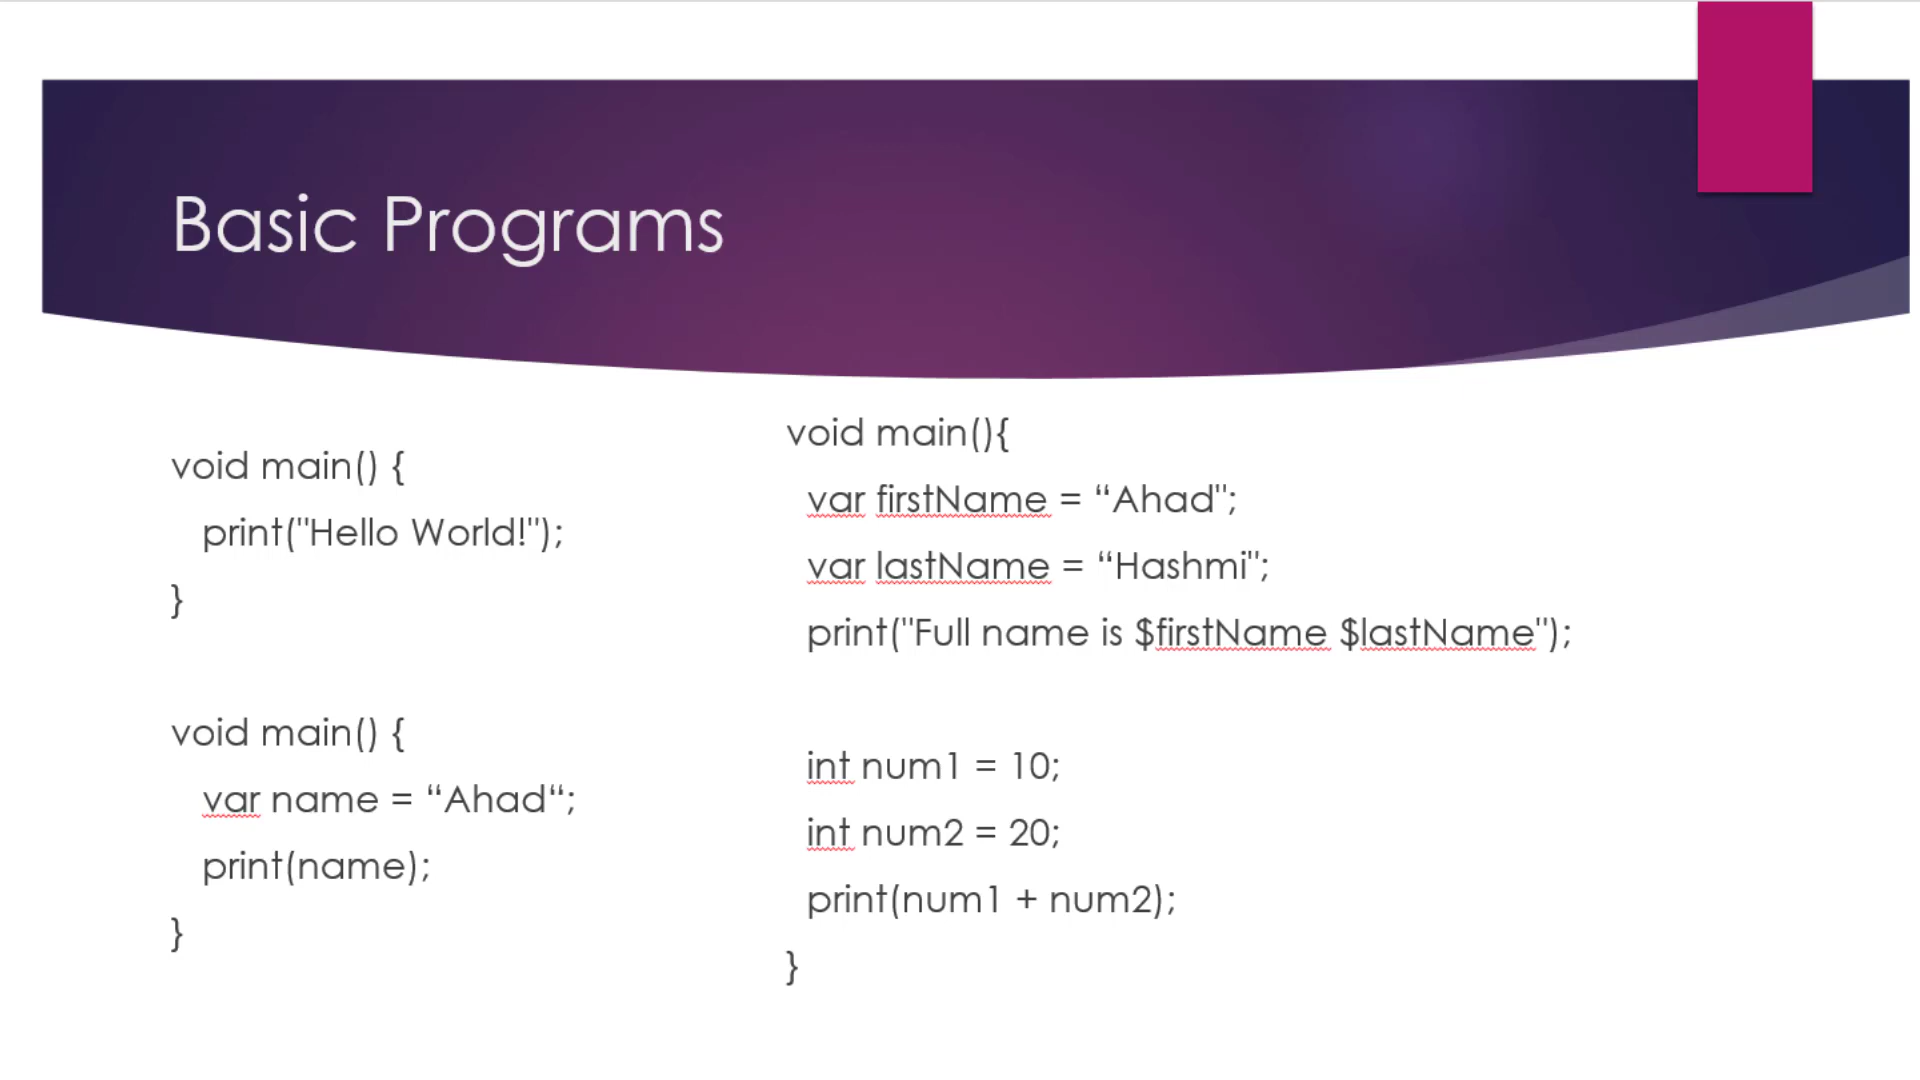 Basic Programs
void main() {
print("Hello World!");
}
void main() {
var name = “Ahad“;
print(name);
}
void main(){
var firstName = “Ahad";
var lastName = “Hashmi";
print("Full name is $firstName $lastName");
int num1 = 10;
int num2 = 20;
print(num1 + num2);
}